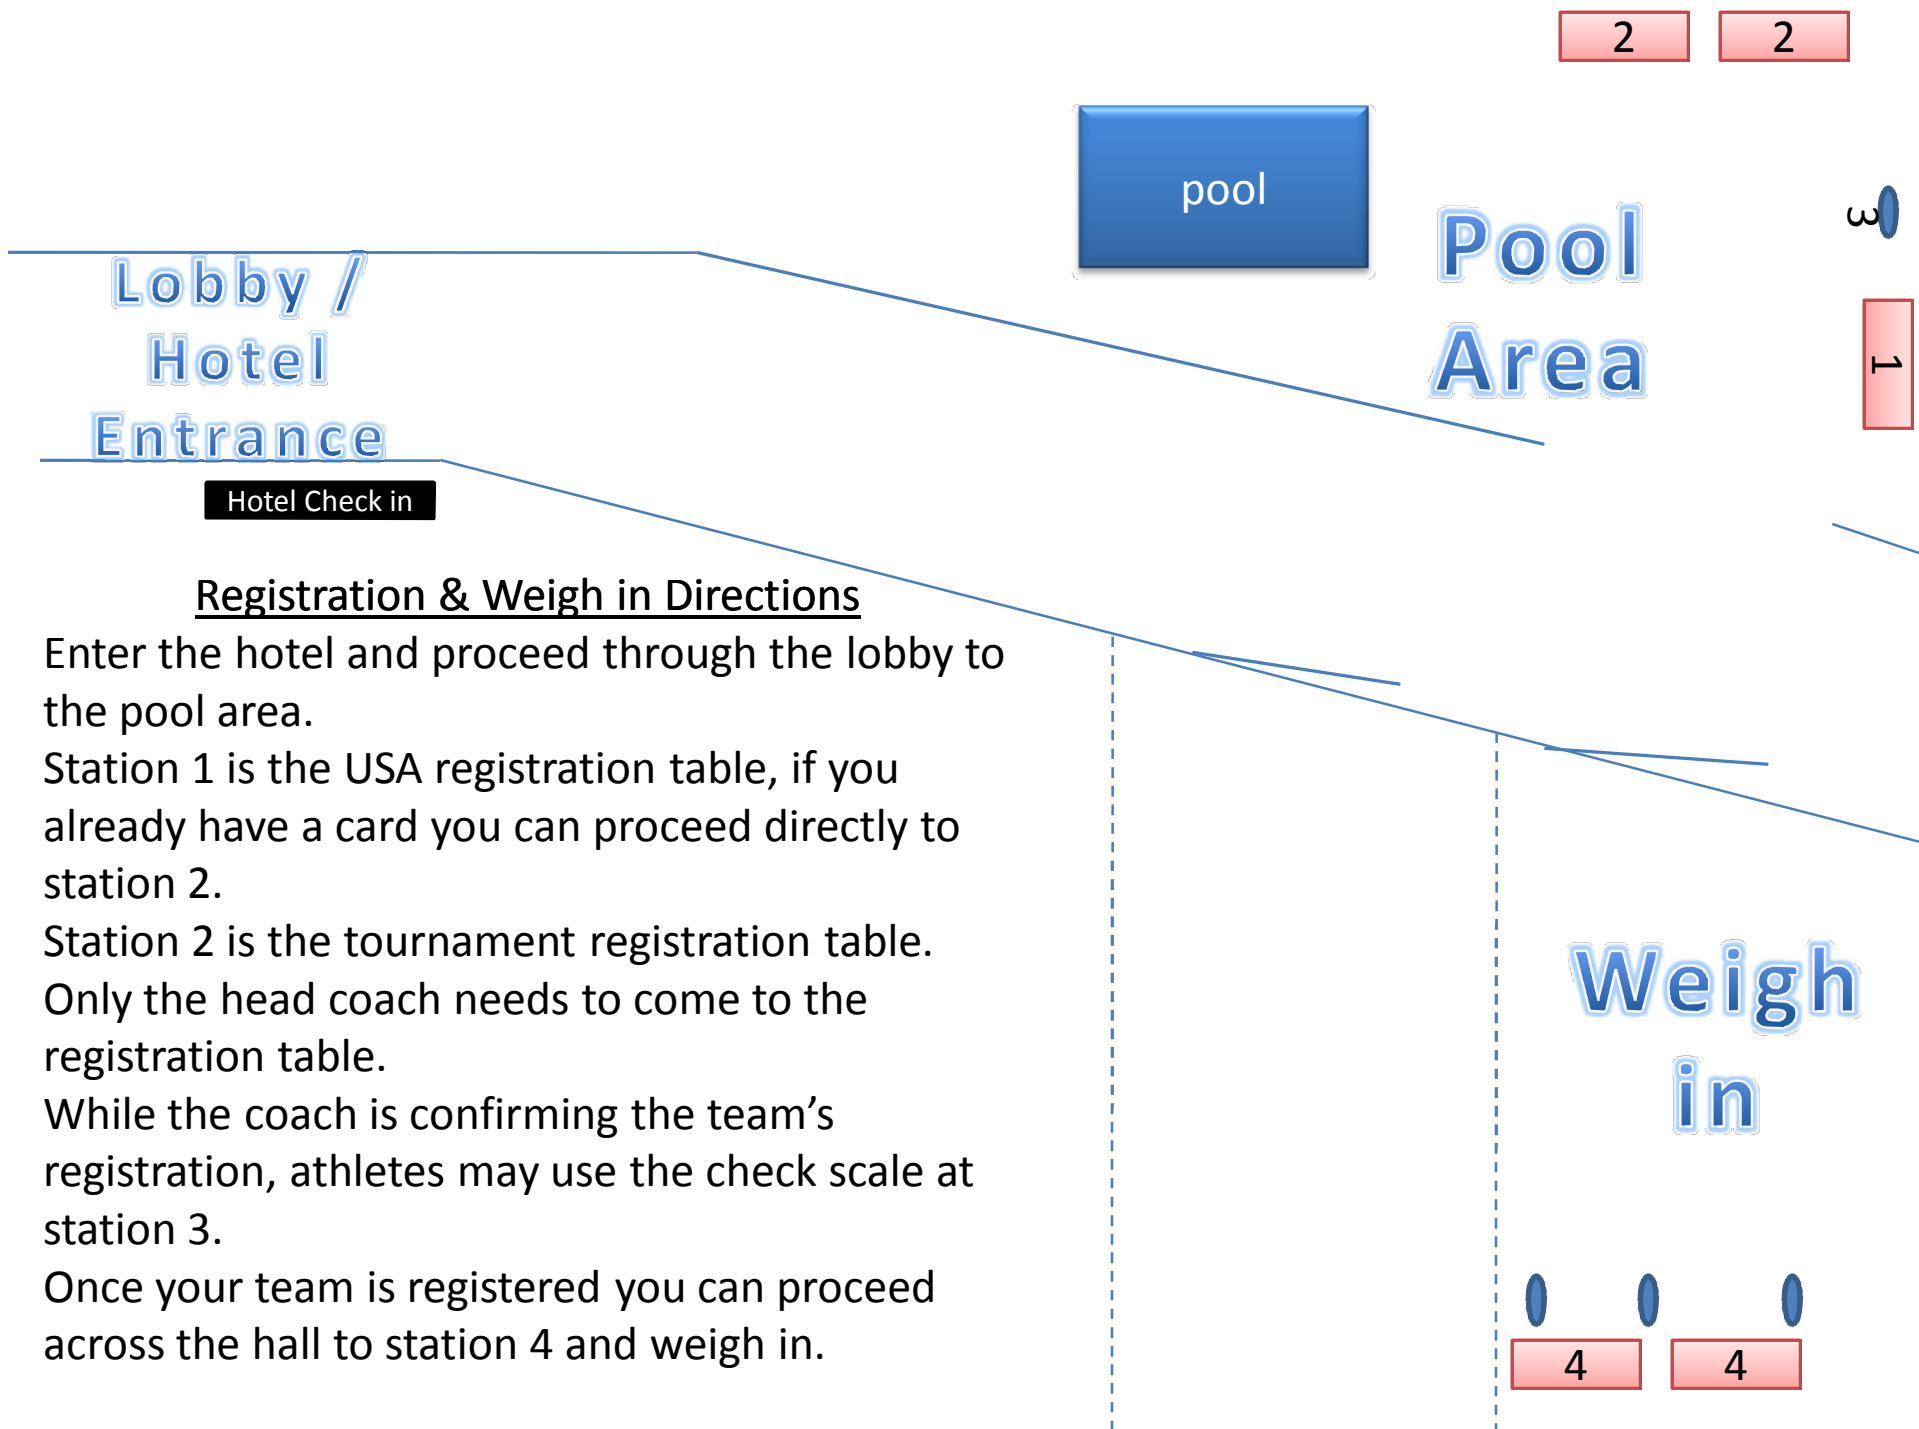 2 2
pool
Pool
Area
3
1
Lobby /
Hotel
Entrance
Hotel Check in
Registration & Weigh in Directions
Enter the hotel and proceed through the lobby to
the pool area.
Station 1 is the USA registration table, if you
already have a card you can proceed directly to
station 2.
Station 2 is the tournament registration table.
Only the head coach needs to come to the
registration table.
While the coach is confirming the team’s
registration, athletes may use the check scale at
station 3.
Once your team is registered you can proceed
across the hall to station 4 and weigh in.
Weigh
in
4 4